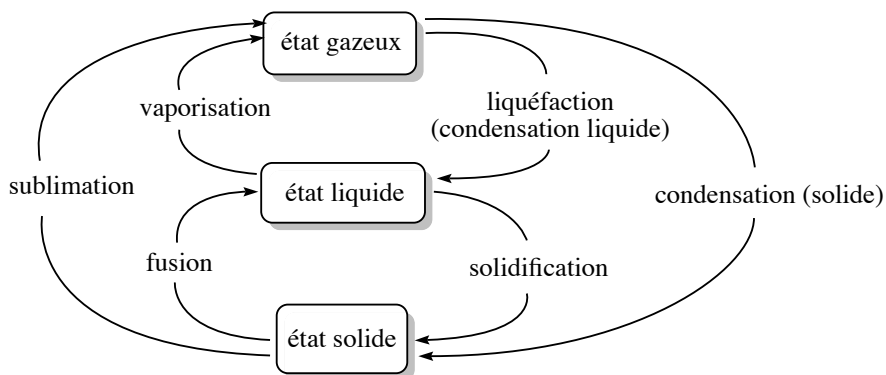 état gazeux
vaporisation
liquéfaction
(condensation liquide)
sublimation
état liquide
condensation (solide)
fusion
solidification
état solide